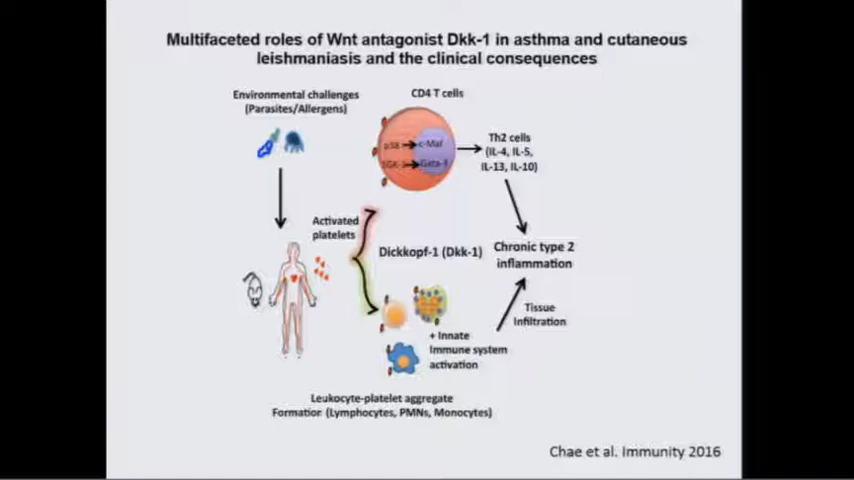 Multifaceted roles of Wnt antagonist Dkk-1 in asthma and cutaneous
leishmaniasis and the clinical consequences
Environmental challenges
(Parasites/Allergens)
CD4 T cells
p38
c-Maf
SGK-1
Gata-3
Th2 cells
(IL-4, IL-5,
IL-13, IL-10)
Activated
platelets
Dickkopf-1 (Dkk-1)
Chronic type 2
inflammation
Tissue
Infiltration
+ Innate
Immune system
activation
Leukocyte-platelet aggregate
Formation (Lymphocytes, PMNs, Monocytes)
Chae et al. Immunity 2016